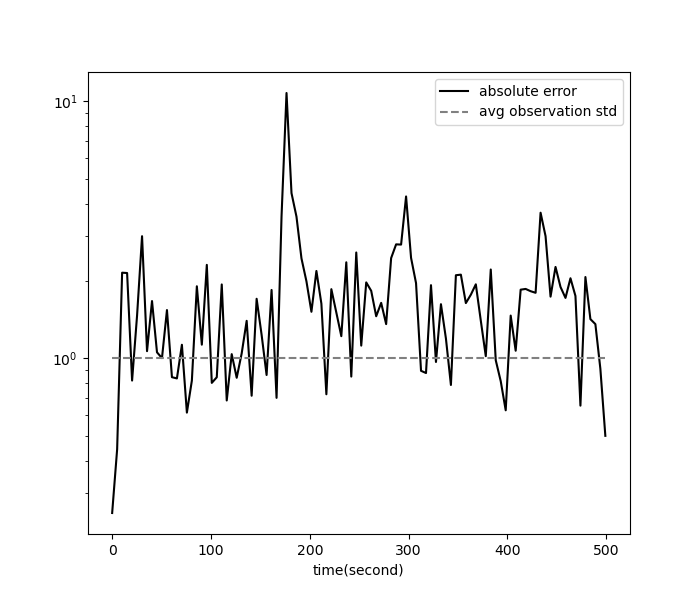 absolute error
avg observation std
10¹
10⁰
0 100 200 300 400 500
time(second)